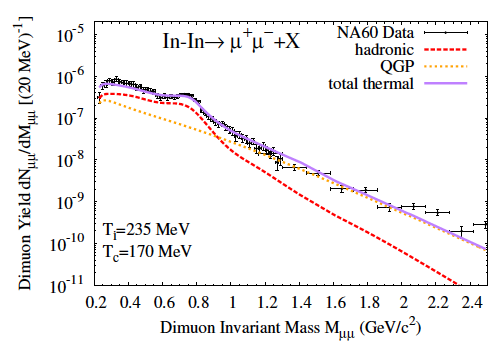 Dimuon Yield dN_μμ/dM_μμ [(20 MeV)⁻¹]
10⁻⁵
10⁻⁶
10⁻⁷
10⁻⁸
10⁻⁹
10⁻¹⁰
10⁻¹¹
In-In→ μ⁺μ⁻+X
NA60 Data
hadronic
QGP
total thermal
T_i=235 MeV
T_c=170 MeV
0.2 0.4 0.6 0.8 1 1.2 1.4 1.6 1.8 2 2.2 2.4
Dimuon Invariant Mass M_μμ (GeV/c²)